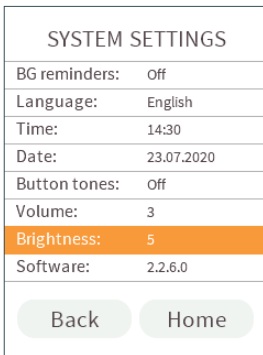 SYSTEM SETTINGS
BG reminders: Off
Language: English
Time: 14:30
Date: 23.07.2020
Button tones: Off
Volume: 3
Brightness: 5
Software: 2.2.6.0
Back Home